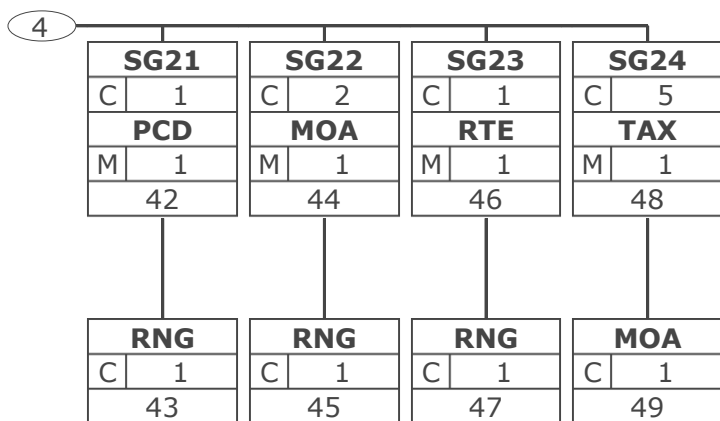 4
SG21 SG22 SG23 SG24
C 1 C 2 C 1 C 5
PCD MOA RTE TAX
M 1 M 1 M 1 M 1
42 44 46 48
RNG RNG RNG MOA
C 1 C 1 C 1 C 1
43 45 47 49